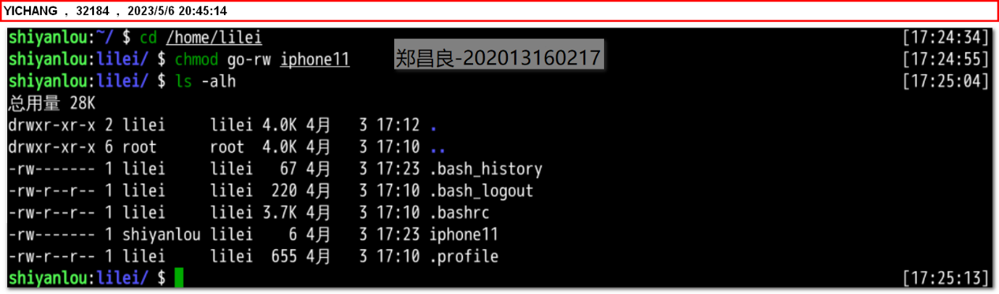 YICHANG , 32184 , 2023/5/6 20:45:14
shiyanlou:~/ $ cd /home/lilei [17:24:34]
shiyanlou:lilei/ $ chmod go-rw iphone11 [17:24:55]
郑昌良-202013160217
shiyanlou:lilei/ $ ls -alh [17:25:04]
总用量 28K
drwxr-xr-x 2 lilei lilei 4.0K 4月 3 17:12 .
drwxr-xr-x 6 root root 4.0K 4月 3 17:10 ..
-rw------- 1 lilei lilei 67 4月 3 17:23 .bash_history
-rw-r--r-- 1 lilei lilei 220 4月 3 17:10 .bash_logout
-rw-r--r-- 1 lilei lilei 3.7K 4月 3 17:10 .bashrc
-rw------- 1 shiyanlou lilei 6 4月 3 17:23 iphone11
-rw-r--r-- 1 lilei lilei 655 4月 3 17:10 .profile
shiyanlou:lilei/ $ [17:25:13]